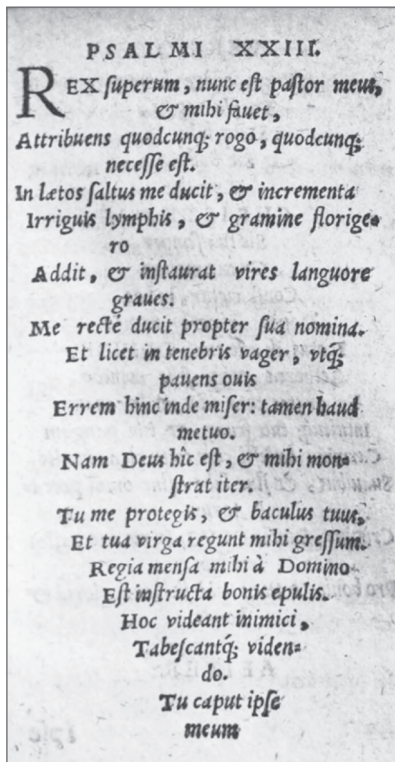 PSALMI XXIII.
REX ſuperum, nunc eſt paſtor meus,
& mihi fauet,
Attribuens quodcunq; rogo, quodcunq;
neceſſe est.
In lætos ſaltus me ducit, & incrementa
Irriguis lymphis, & gramine florige-
ro
Addit, & inſtaurat vires languore
graues:
Me rectè ducit propter ſua nomina.
Et licet in tenebris vager, vtq;
pauens ouis
Errem hinc inde miſer: tamen haud
metuo.
Nam Deus hîc est, & mihi mon-
ſtrat iter.
Tu me protegis, & baculus tuus,
Et tua virga regunt mihi greſſum.
Regia menſa mihi à Domino
Eſt inſtructa bonis epulis.
Hoc videant inimici,
Tabeſcantq́; viden-
do.
Tu caput ipſe
meum